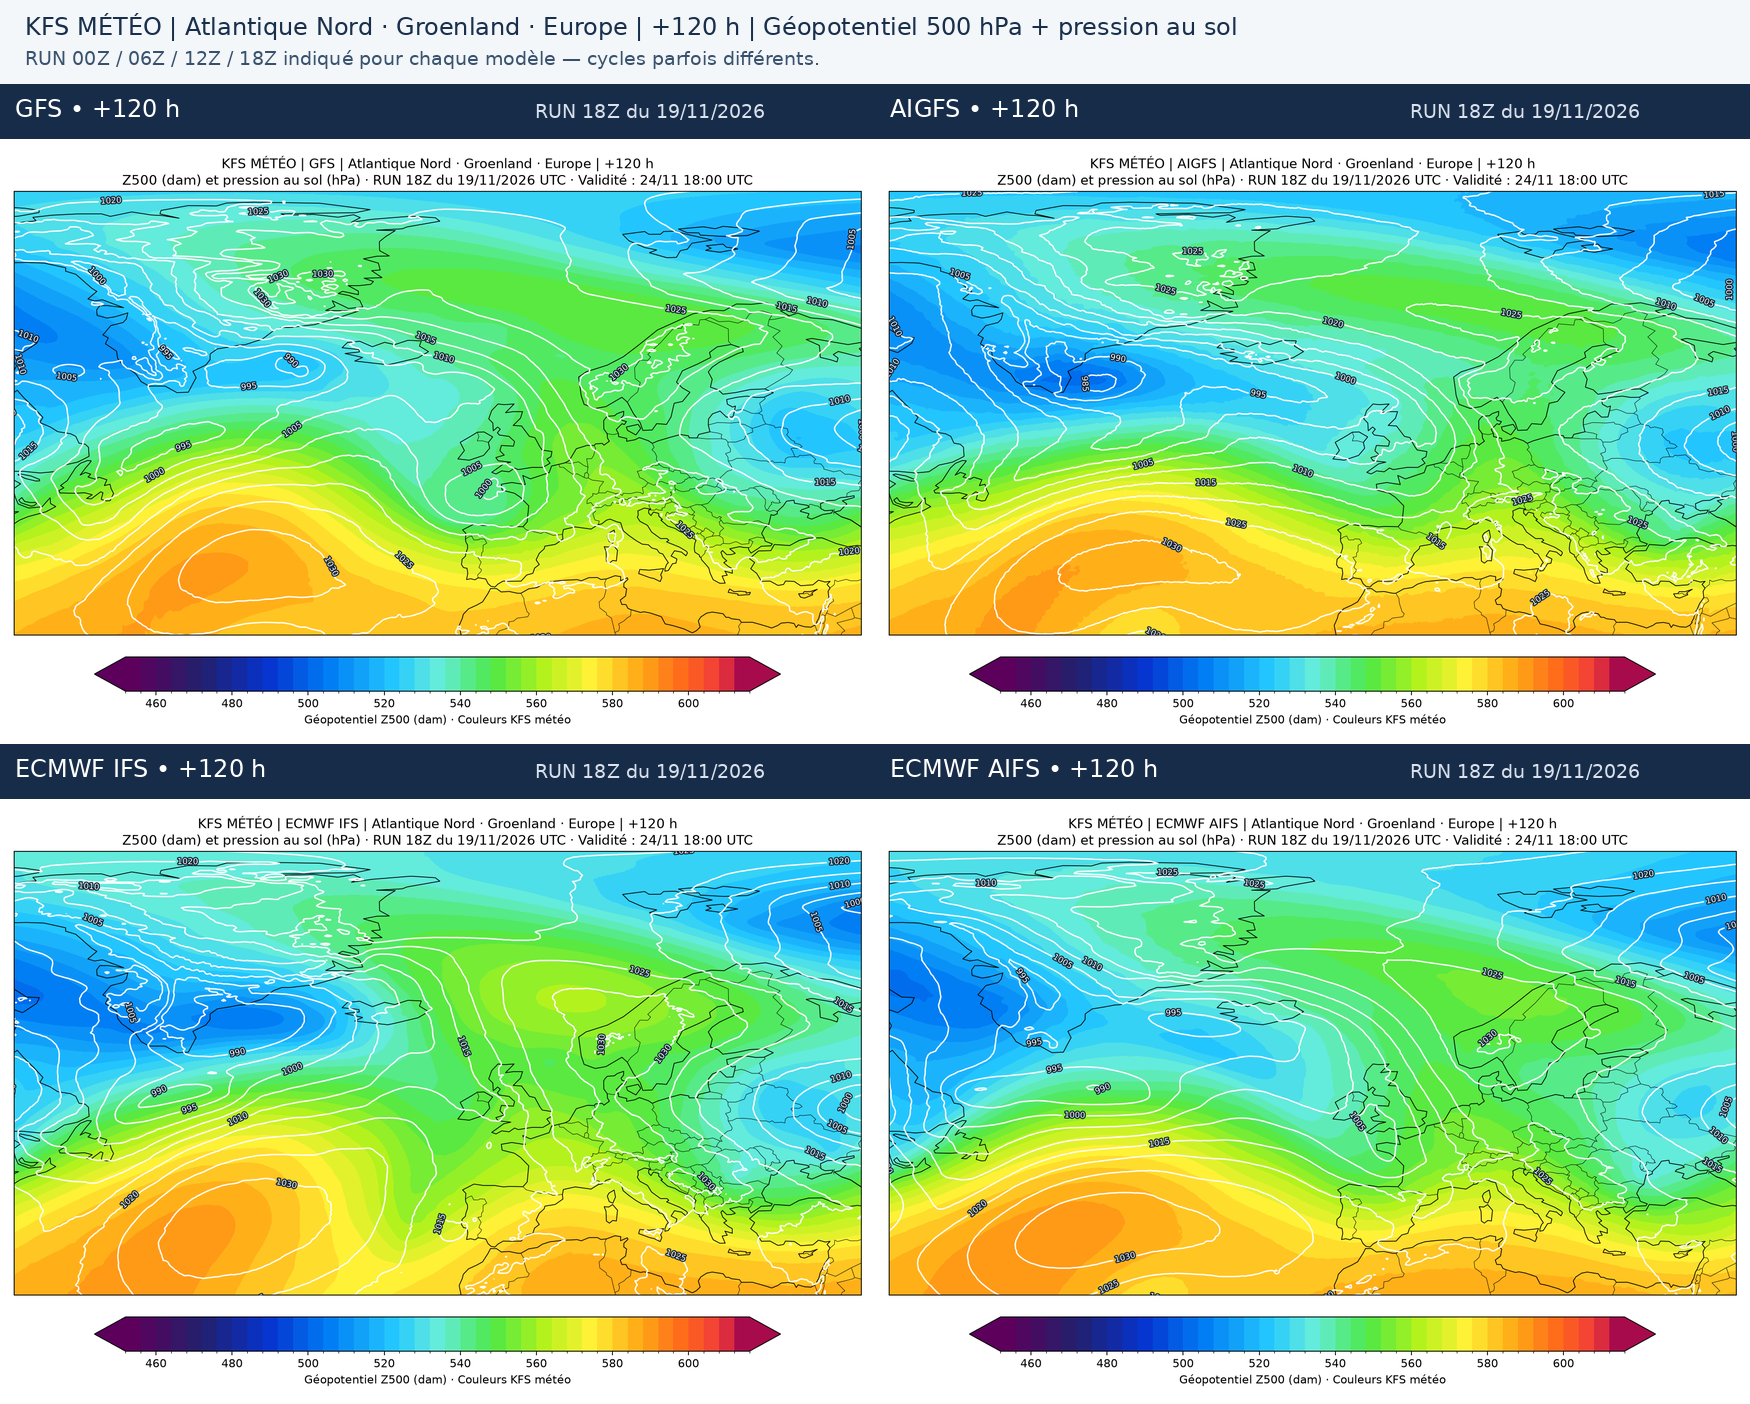 KFS MÉTÉO | Atlantique Nord · Groenland · Europe | +120 h | Géopotentiel 500 hPa + pression au sol
RUN 00Z / 06Z / 12Z / 18Z indiqué pour chaque modèle — cycles parfois différents.
GFS • +120 h
RUN 18Z du 19/11/2026
AIGFS • +120 h
RUN 18Z du 19/11/2026
KFS MÉTÉO | GFS | Atlantique Nord · Groenland · Europe | +120 h
Z500 (dam) et pression au sol (hPa) · RUN 18Z du 19/11/2026 UTC · Validité : 24/11 18:00 UTC
KFS MÉTÉO | AIGFS | Atlantique Nord · Groenland · Europe | +120 h
Z500 (dam) et pression au sol (hPa) · RUN 18Z du 19/11/2026 UTC · Validité : 24/11 18:00 UTC
460 480 500 520 540 560 580 600
Géopotentiel Z500 (dam) · Couleurs KFS météo
460 480 500 520 540 560 580 600
Géopotentiel Z500 (dam) · Couleurs KFS météo
ECMWF IFS • +120 h
RUN 18Z du 19/11/2026
ECMWF AIFS • +120 h
RUN 18Z du 19/11/2026
KFS MÉTÉO | ECMWF IFS | Atlantique Nord · Groenland · Europe | +120 h
Z500 (dam) et pression au sol (hPa) · RUN 18Z du 19/11/2026 UTC · Validité : 24/11 18:00 UTC
KFS MÉTÉO | ECMWF AIFS | Atlantique Nord · Groenland · Europe | +120 h
Z500 (dam) et pression au sol (hPa) · RUN 18Z du 19/11/2026 UTC · Validité : 24/11 18:00 UTC
460 480 500 520 540 560 580 600
Géopotentiel Z500 (dam) · Couleurs KFS météo
460 480 500 520 540 560 580 600
Géopotentiel Z500 (dam) · Couleurs KFS météo